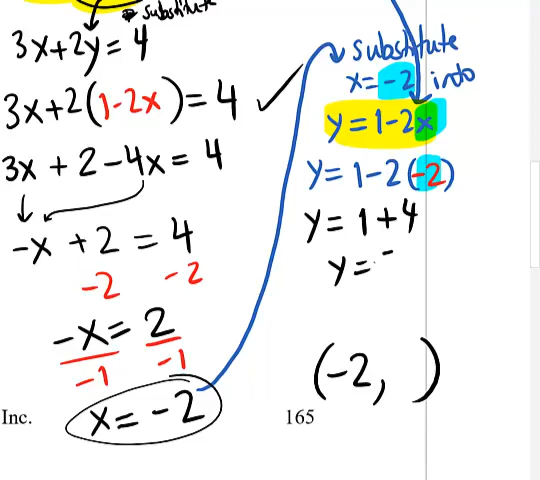 substitute
3x+2y=4
3x+2(1-2x)=4 ✓
3x + 2-4x = 4
-x + 2 = 4
-2 -2
-x = 2
-1 -1
x = -2
substitute
x=-2 into
y=1-2x
y= 1-2(-2)
y= 1+4
y=
(-2, )
Inc. 165